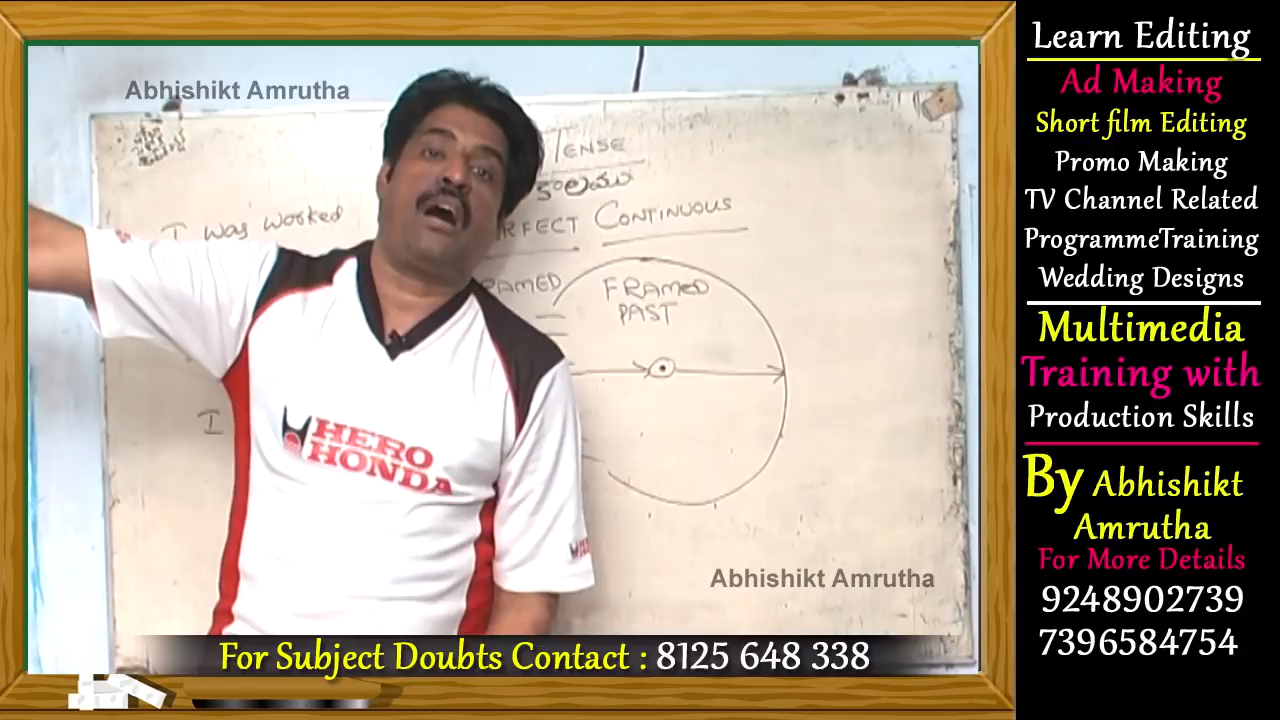 Abhishikt Amrutha
TENSE
కాలము
I was worked
RFECT CONTINUOUS
RAMED
FRAMED
PAST
I
HERO
HONDA
Abhishikt Amrutha
For Subject Doubts Contact : 8125 648 338
Learn Editing
Ad Making
Short film Editing
Promo Making
TV Channel Related
ProgrammeTraining
Wedding Designs
Multimedia
Training with
Production Skills
By Abhishikt
Amrutha
For More Details
9248902739
7396584754